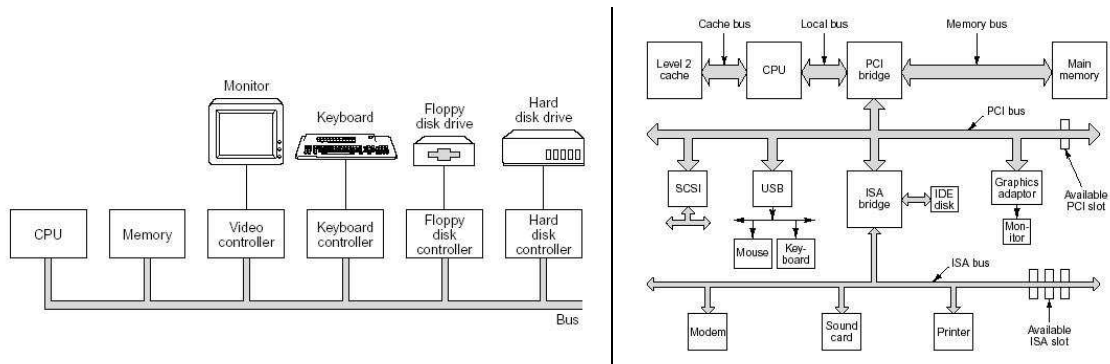 Monitor
Keyboard
Floppy
disk drive
Hard
disk drive
CPU
Memory
Video
controller
Keyboard
controller
Floppy
disk
controller
Hard
disk
controller
Bus
Cache bus
Local bus
Memory bus
Level 2
cache
CPU
PCI
bridge
Main
memory
PCI bus
SCSI
USB
ISA
bridge
IDE
disk
Graphics
adaptor
Available
PCI slot
Mon-
itor
Mouse
Key-
board
ISA bus
Modem
Sound
card
Printer
Available
ISA slot